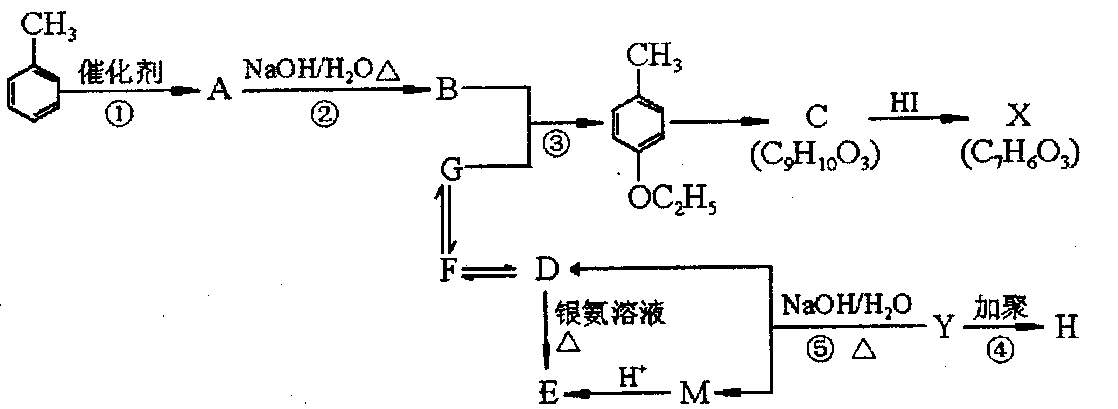 CH₃
催化剂
①
A
NaOH/H₂O△
②
B
G
③
CH₃
OC₂H₅
C
(C₉H₁₀O₃)
HI
X
(C₇H₆O₃)
F
D
银氨溶液
△
E
H⁺
M
NaOH/H₂O
⑤ △
Y
加聚
④
H